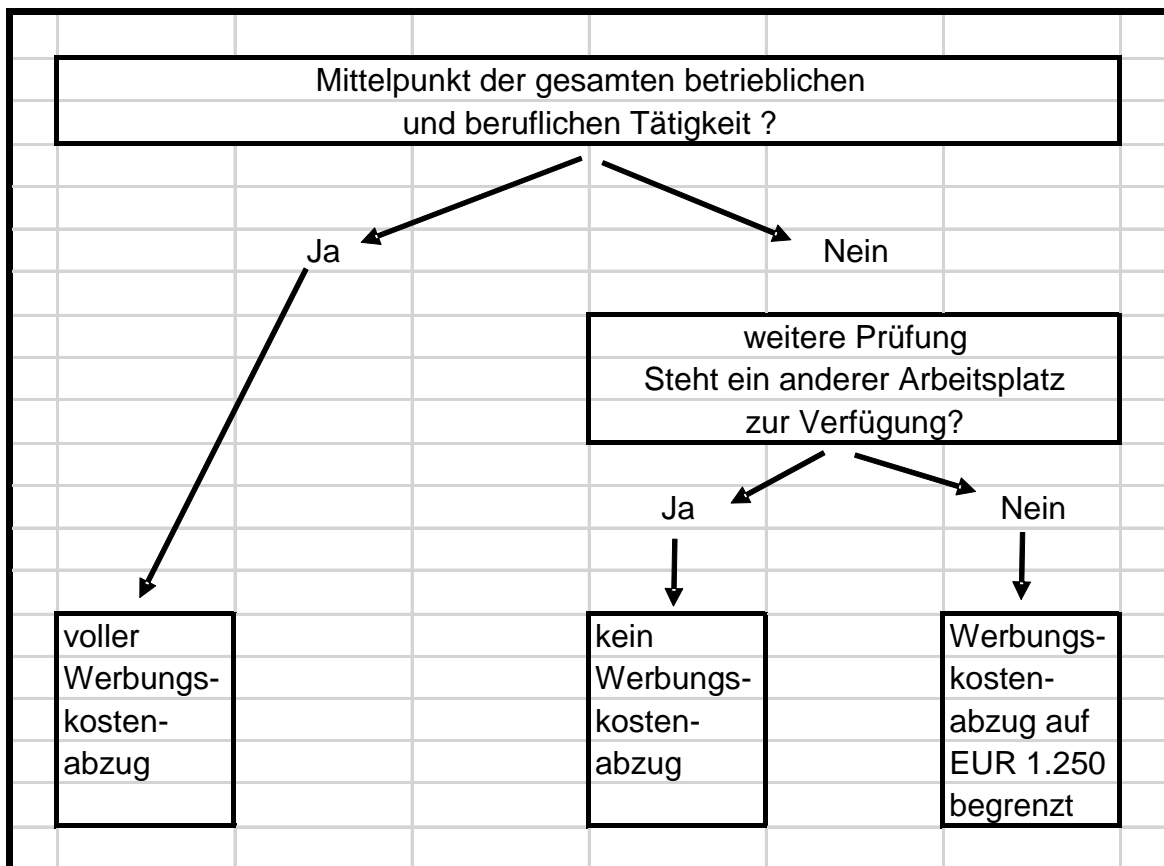 Mittelpunkt der gesamten betrieblichen
und beruflichen Tätigkeit ?
Ja
Nein
weitere Prüfung
Steht ein anderer Arbeitsplatz
zur Verfügung?
Ja
Nein
voller
Werbungs-
kosten-
abzug
kein
Werbungs-
kosten-
abzug
Werbungs-
kosten-
abzug auf
EUR 1.250
begrenzt